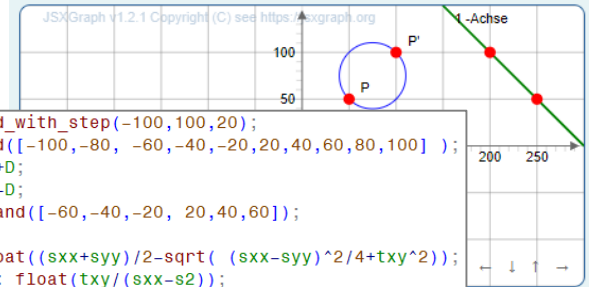 JSXGraph v1.2.1 Copyright (C) see https://jsxgraph.org
1 -Achse
P'
100
P
50
d_with_step(-100,100,20);
d([-100,-80, -60,-40,-20,20,40,60,80,100] );
+D;
-D;
and([-60,-40,-20, 20,40,60]);
oat((sxx+syy)/2-sqrt( (sxx-syy)^2/4+txy^2));
: float(txy/(sxx-s2));
200 250
← ↓ ↑ →